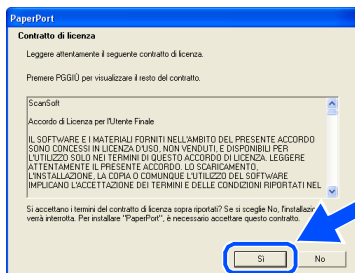 PaperPort
Contratto di licenza
Leggere attentamente il seguente contratto di licenza.
Premere PGGIÙ per visualizzare il resto del contratto.
ScanSoft
Accordo di Licenza per l'Utente Finale
IL SOFTWARE E I MATERIALI FORNITI NELL'AMBITO DEL PRESENTE ACCORDO
SONO CONCESSI IN LICENZA D'USO, NON VENDUTI, E DISPONIBILI PER
L'UTILIZZO SOLO NEI TERMINI DI QUESTO ACCORDO DI LICENZA. LEGGERE
ATTENTAMENTE IL PRESENTE ACCORDO. LO SCARICAMENTO,
L'INSTALLAZIONE, LA COPIA O COMUNQUE L'UTILIZZO DEL SOFTWARE
IMPLICANO L'ACCETTAZIONE DEI TERMINI E DELLE CONDIZIONI RIPORTATI NEL
Si accettano i termini del contratto di licenza sopra riportati? Se si sceglie No, l'installazio
verrà interrotta. Per installare "PaperPort", è necessario accettare questo contratto.
Sì
No